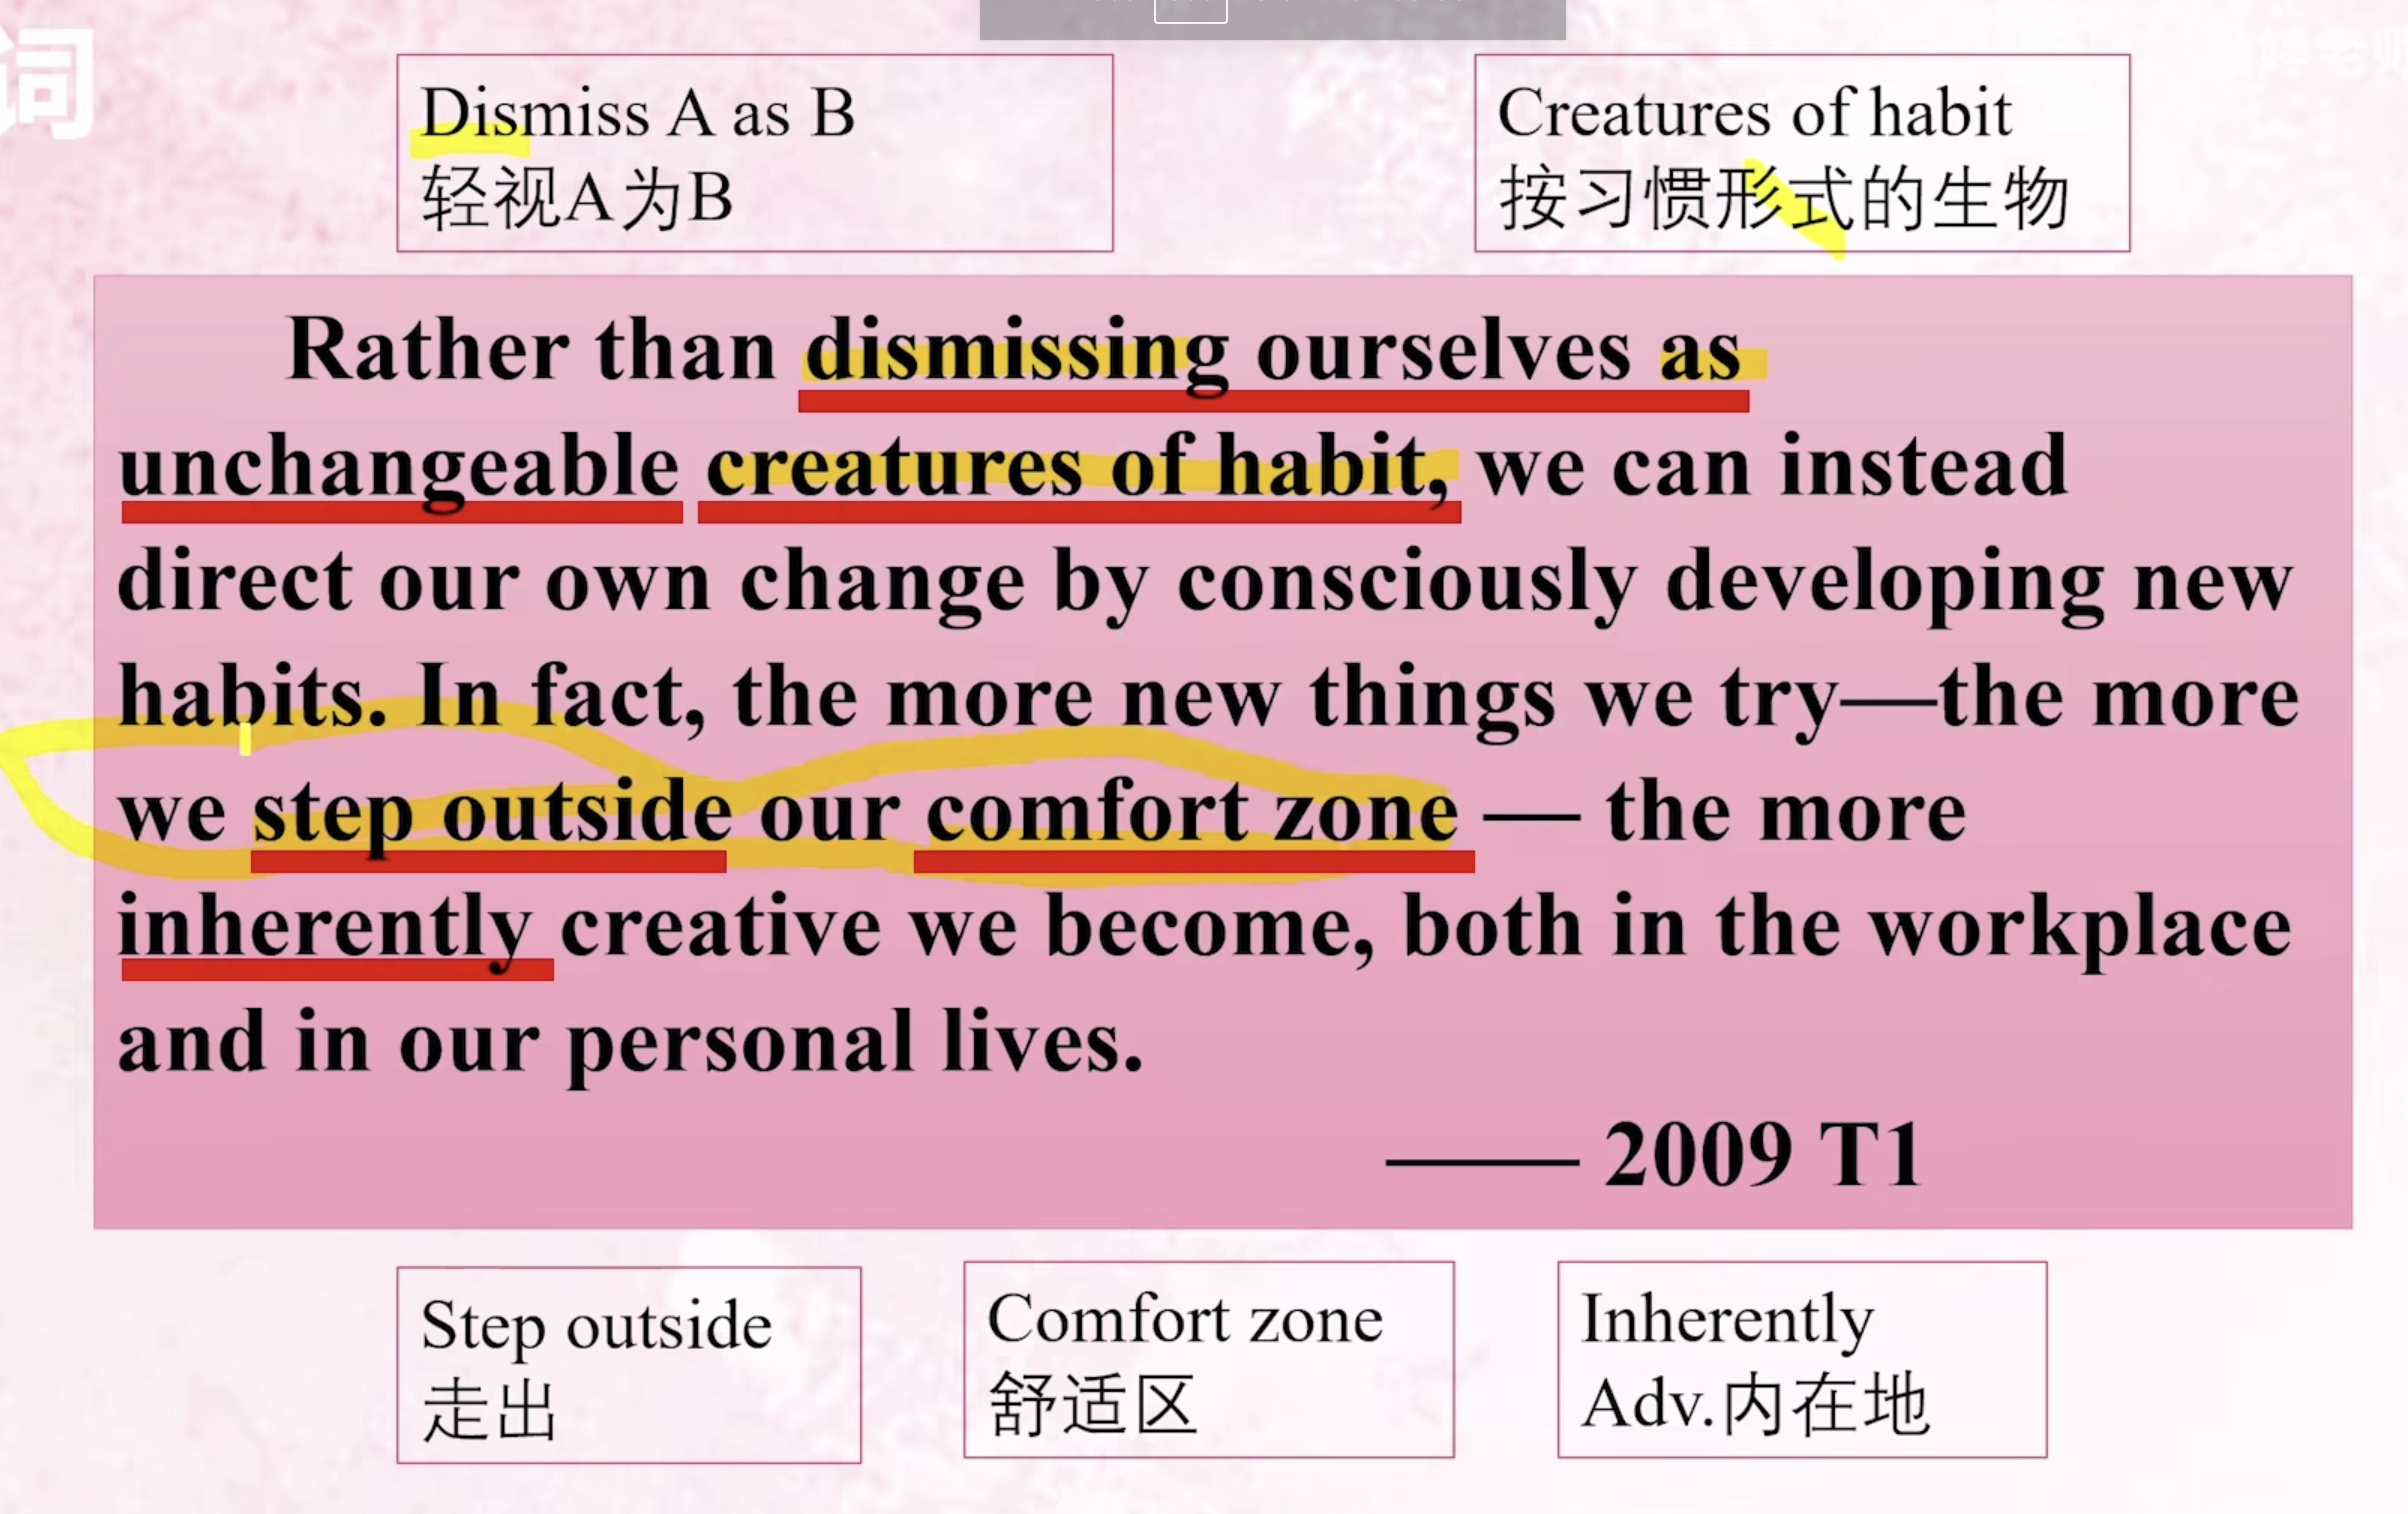 词
Dismiss A as B
轻视A为B
Creatures of habit
按习惯形式的生物
Rather than dismissing ourselves as
unchangeable creatures of habit, we can instead
direct our own change by consciously developing new
habits. In fact, the more new things we try—the more
we step outside our comfort zone — the more
inherently creative we become, both in the workplace
and in our personal lives.
—— 2009 T1
Step outside
走出
Comfort zone
舒适区
Inherently
Adv.内在地